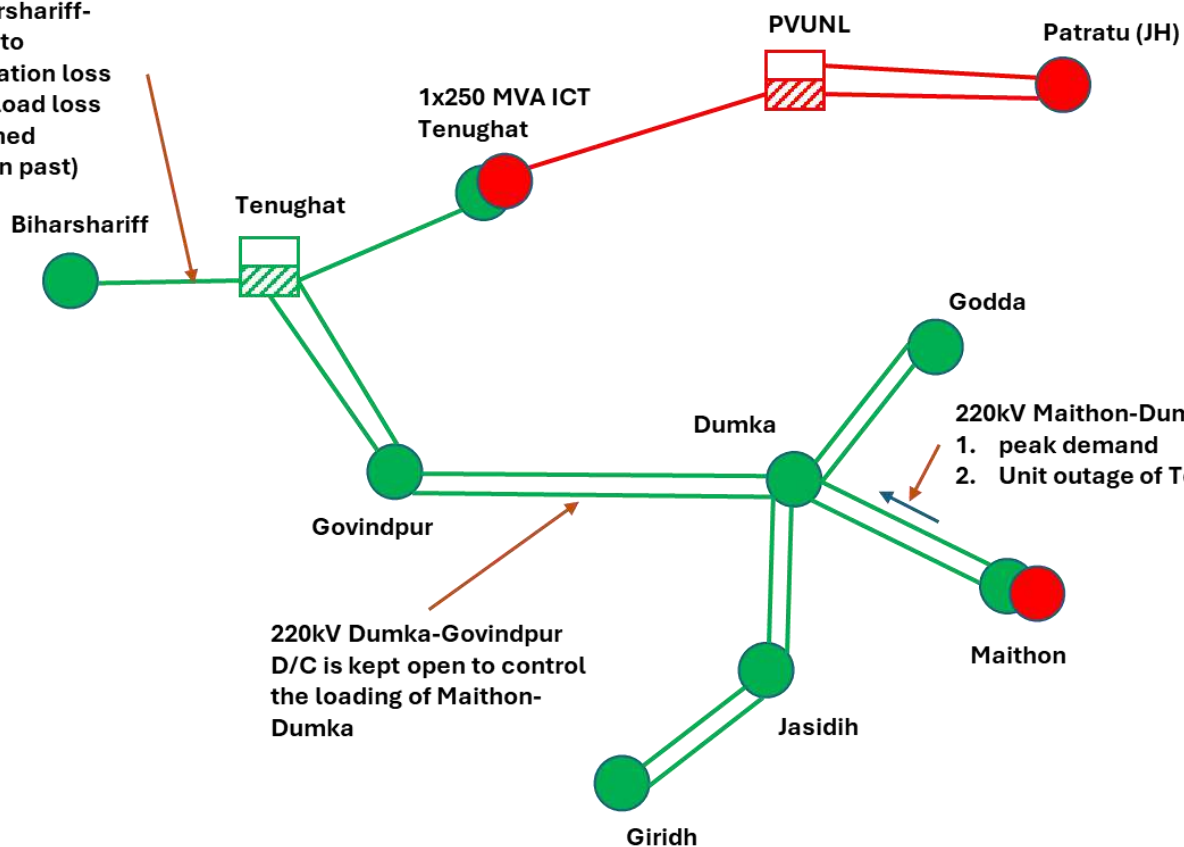 rshariff-
to
ation loss
oad loss
ned
n past)
PVUNL
Patratu (JH)
1x250 MVA ICT
Tenughat
Tenughat
Biharshariff
Godda
220kV Maithon-Dun
1. peak demand
2. Unit outage of T
Dumka
Govindpur
220kV Dumka-Govindpur
D/C is kept open to control
the loading of Maithon-
Dumka
Maithon
Jasidih
Giridh